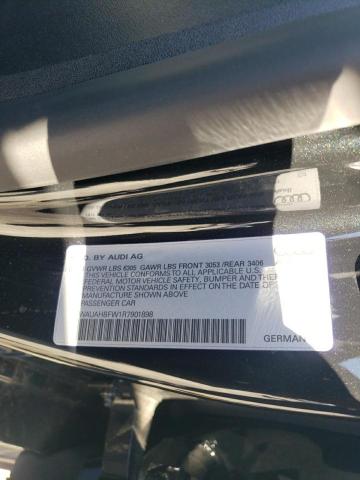 D. BY AUDI AG
GVWR LBS 6305 GAWR LBS FRONT 3053 /REAR 3406
THIS VEHICLE CONFORMS TO ALL APPLICABLE U.S.
FEDERAL MOTOR VEHICLE SAFETY, BUMPER AND THE
PREVENTION STANDARDS IN EFFECT ON THE DATE OF
MANUFACTURE SHOWN ABOVE.
PASSENGER CAR
WAUAHBFW1R7901898
GERMAN